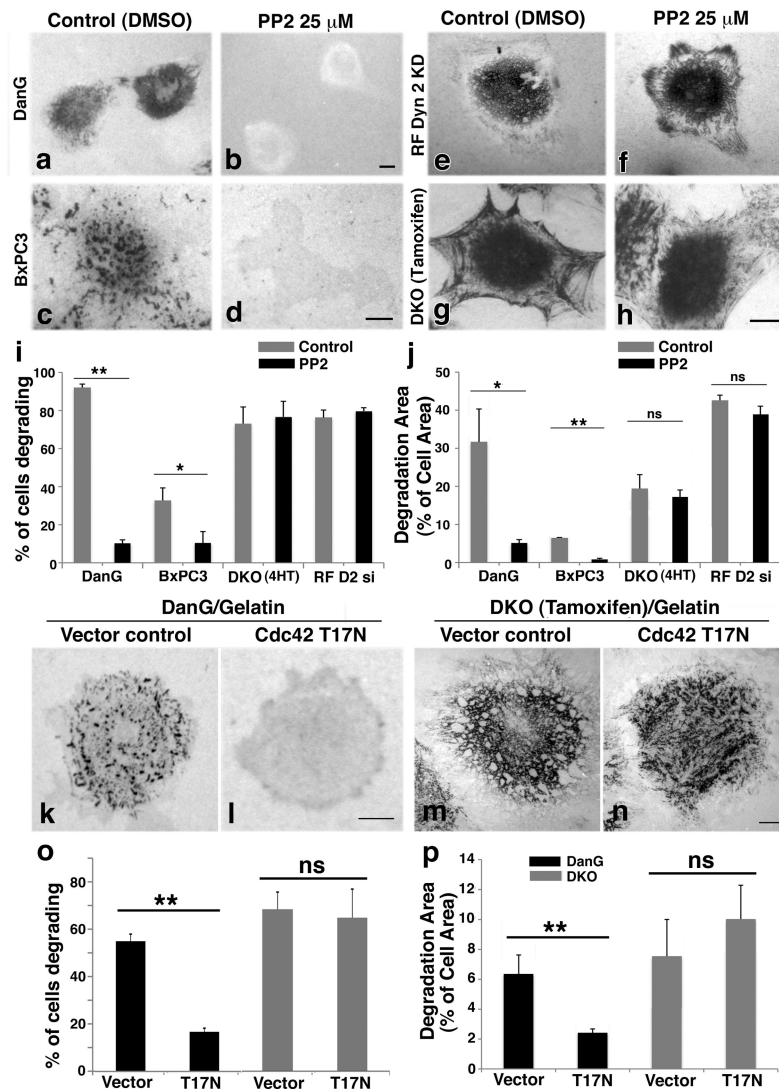 Control (DMSO) PP2 25 μM Control (DMSO) PP2 25 μM
DanG
a b
RF Dyn 2 KD
e f
BxPC3
c d
DKO (Tamoxifen)
g h
i
Control
PP2
% of cells degrading
100
80
60
40
20
0
** * 
DanG BxPC3 DKO (4HT) RF D2 si
j
Control
PP2
Degradation Area
(% of Cell Area)
50
40
30
20
10
0
* ** ns ns
DanG BxPC3 DKO (4HT) RF D2 si
DanG/Gelatin DKO (Tamoxifen)/Gelatin
Vector control Cdc42 T17N Vector control Cdc42 T17N
k l m n
o
% of cells degrading
80
60
40
20
0
** ns
Vector T17N Vector T17N
p
DanG
DKO
Degradation Area
(% of Cell Area)
14
12
10
8
6
4
2
0
** ns
Vector T17N Vector T17N